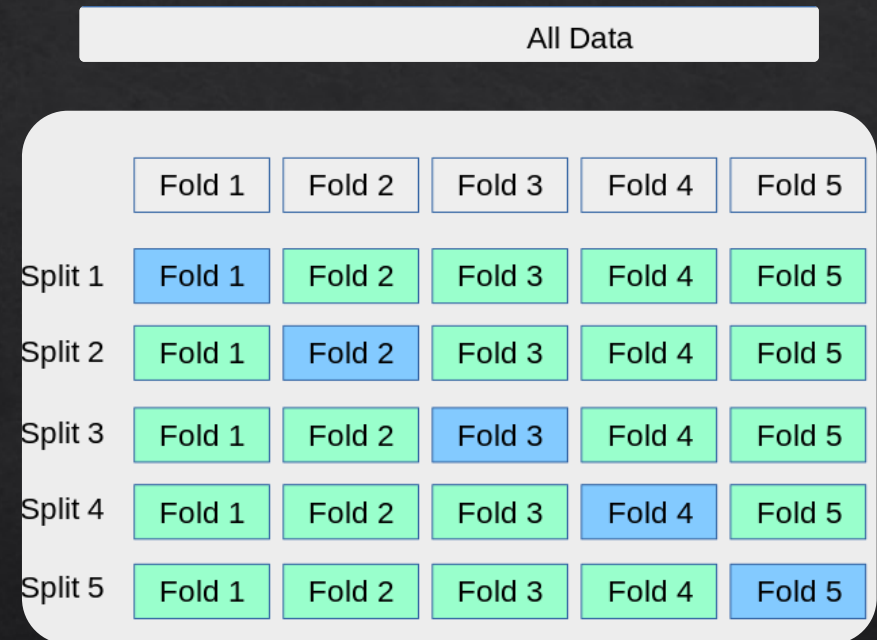 All Data
Fold 1 Fold 2 Fold 3 Fold 4 Fold 5
Split 1 Fold 1 Fold 2 Fold 3 Fold 4 Fold 5
Split 2 Fold 1 Fold 2 Fold 3 Fold 4 Fold 5
Split 3 Fold 1 Fold 2 Fold 3 Fold 4 Fold 5
Split 4 Fold 1 Fold 2 Fold 3 Fold 4 Fold 5
Split 5 Fold 1 Fold 2 Fold 3 Fold 4 Fold 5